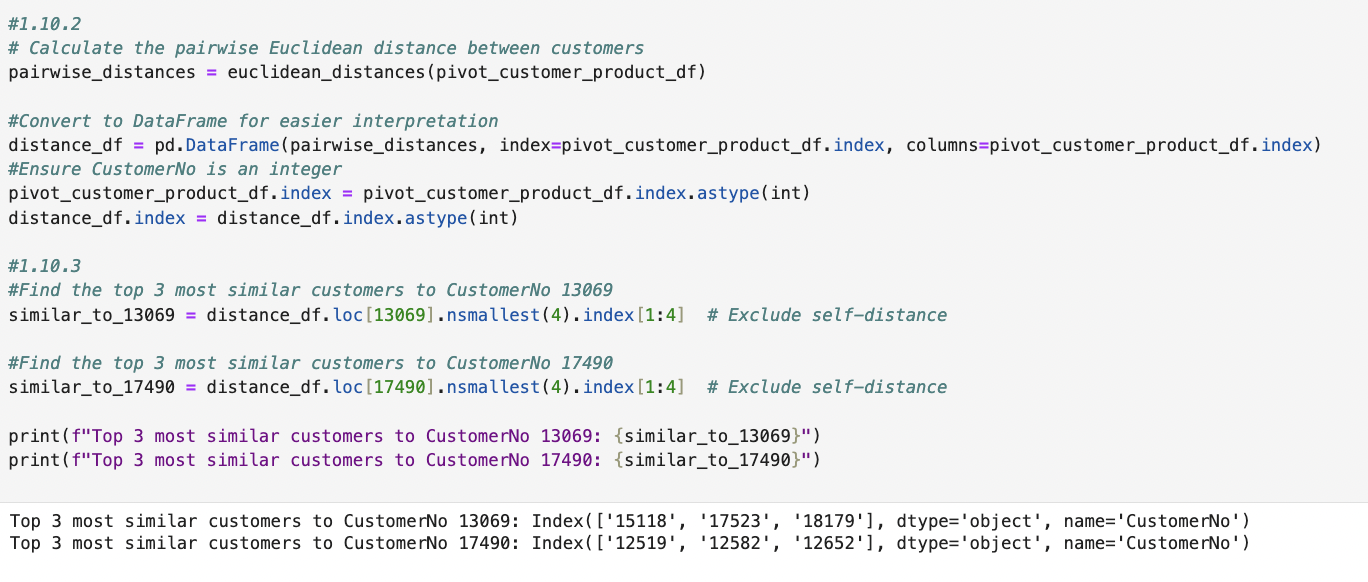 #1.10.2
# Calculate the pairwise Euclidean distance between customers
pairwise_distances = euclidean_distances(pivot_customer_product_df)
#Convert to DataFrame for easier interpretation
distance_df = pd.DataFrame(pairwise_distances, index=pivot_customer_product_df.index, columns=pivot_customer_product_df.index)
#Ensure CustomerNo is an integer
pivot_customer_product_df.index = pivot_customer_product_df.index.astype(int)
distance_df.index = distance_df.index.astype(int)
#1.10.3
#Find the top 3 most similar customers to CustomerNo 13069
similar_to_13069 = distance_df.loc[13069].nsmallest(4).index[1:4]  # Exclude self-distance
#Find the top 3 most similar customers to CustomerNo 17490
similar_to_17490 = distance_df.loc[17490].nsmallest(4).index[1:4]  # Exclude self-distance
print(f"Top 3 most similar customers to CustomerNo 13069: {similar_to_13069}")
print(f"Top 3 most similar customers to CustomerNo 17490: {similar_to_17490}")
Top 3 most similar customers to CustomerNo 13069: Index(['15118', '17523', '18179'], dtype='object', name='CustomerNo')
Top 3 most similar customers to CustomerNo 17490: Index(['12519', '12582', '12652'], dtype='object', name='CustomerNo')